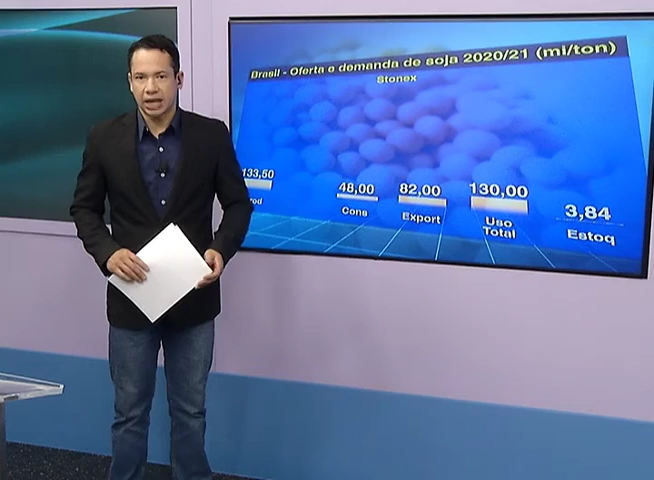 Brasil - Oferta e demanda de soja 2020/21 (mi/ton)
Stonex
133,50
48,00
82,00
130,00
3,84
rod
Cons
Export
Uso
Total
Estoq